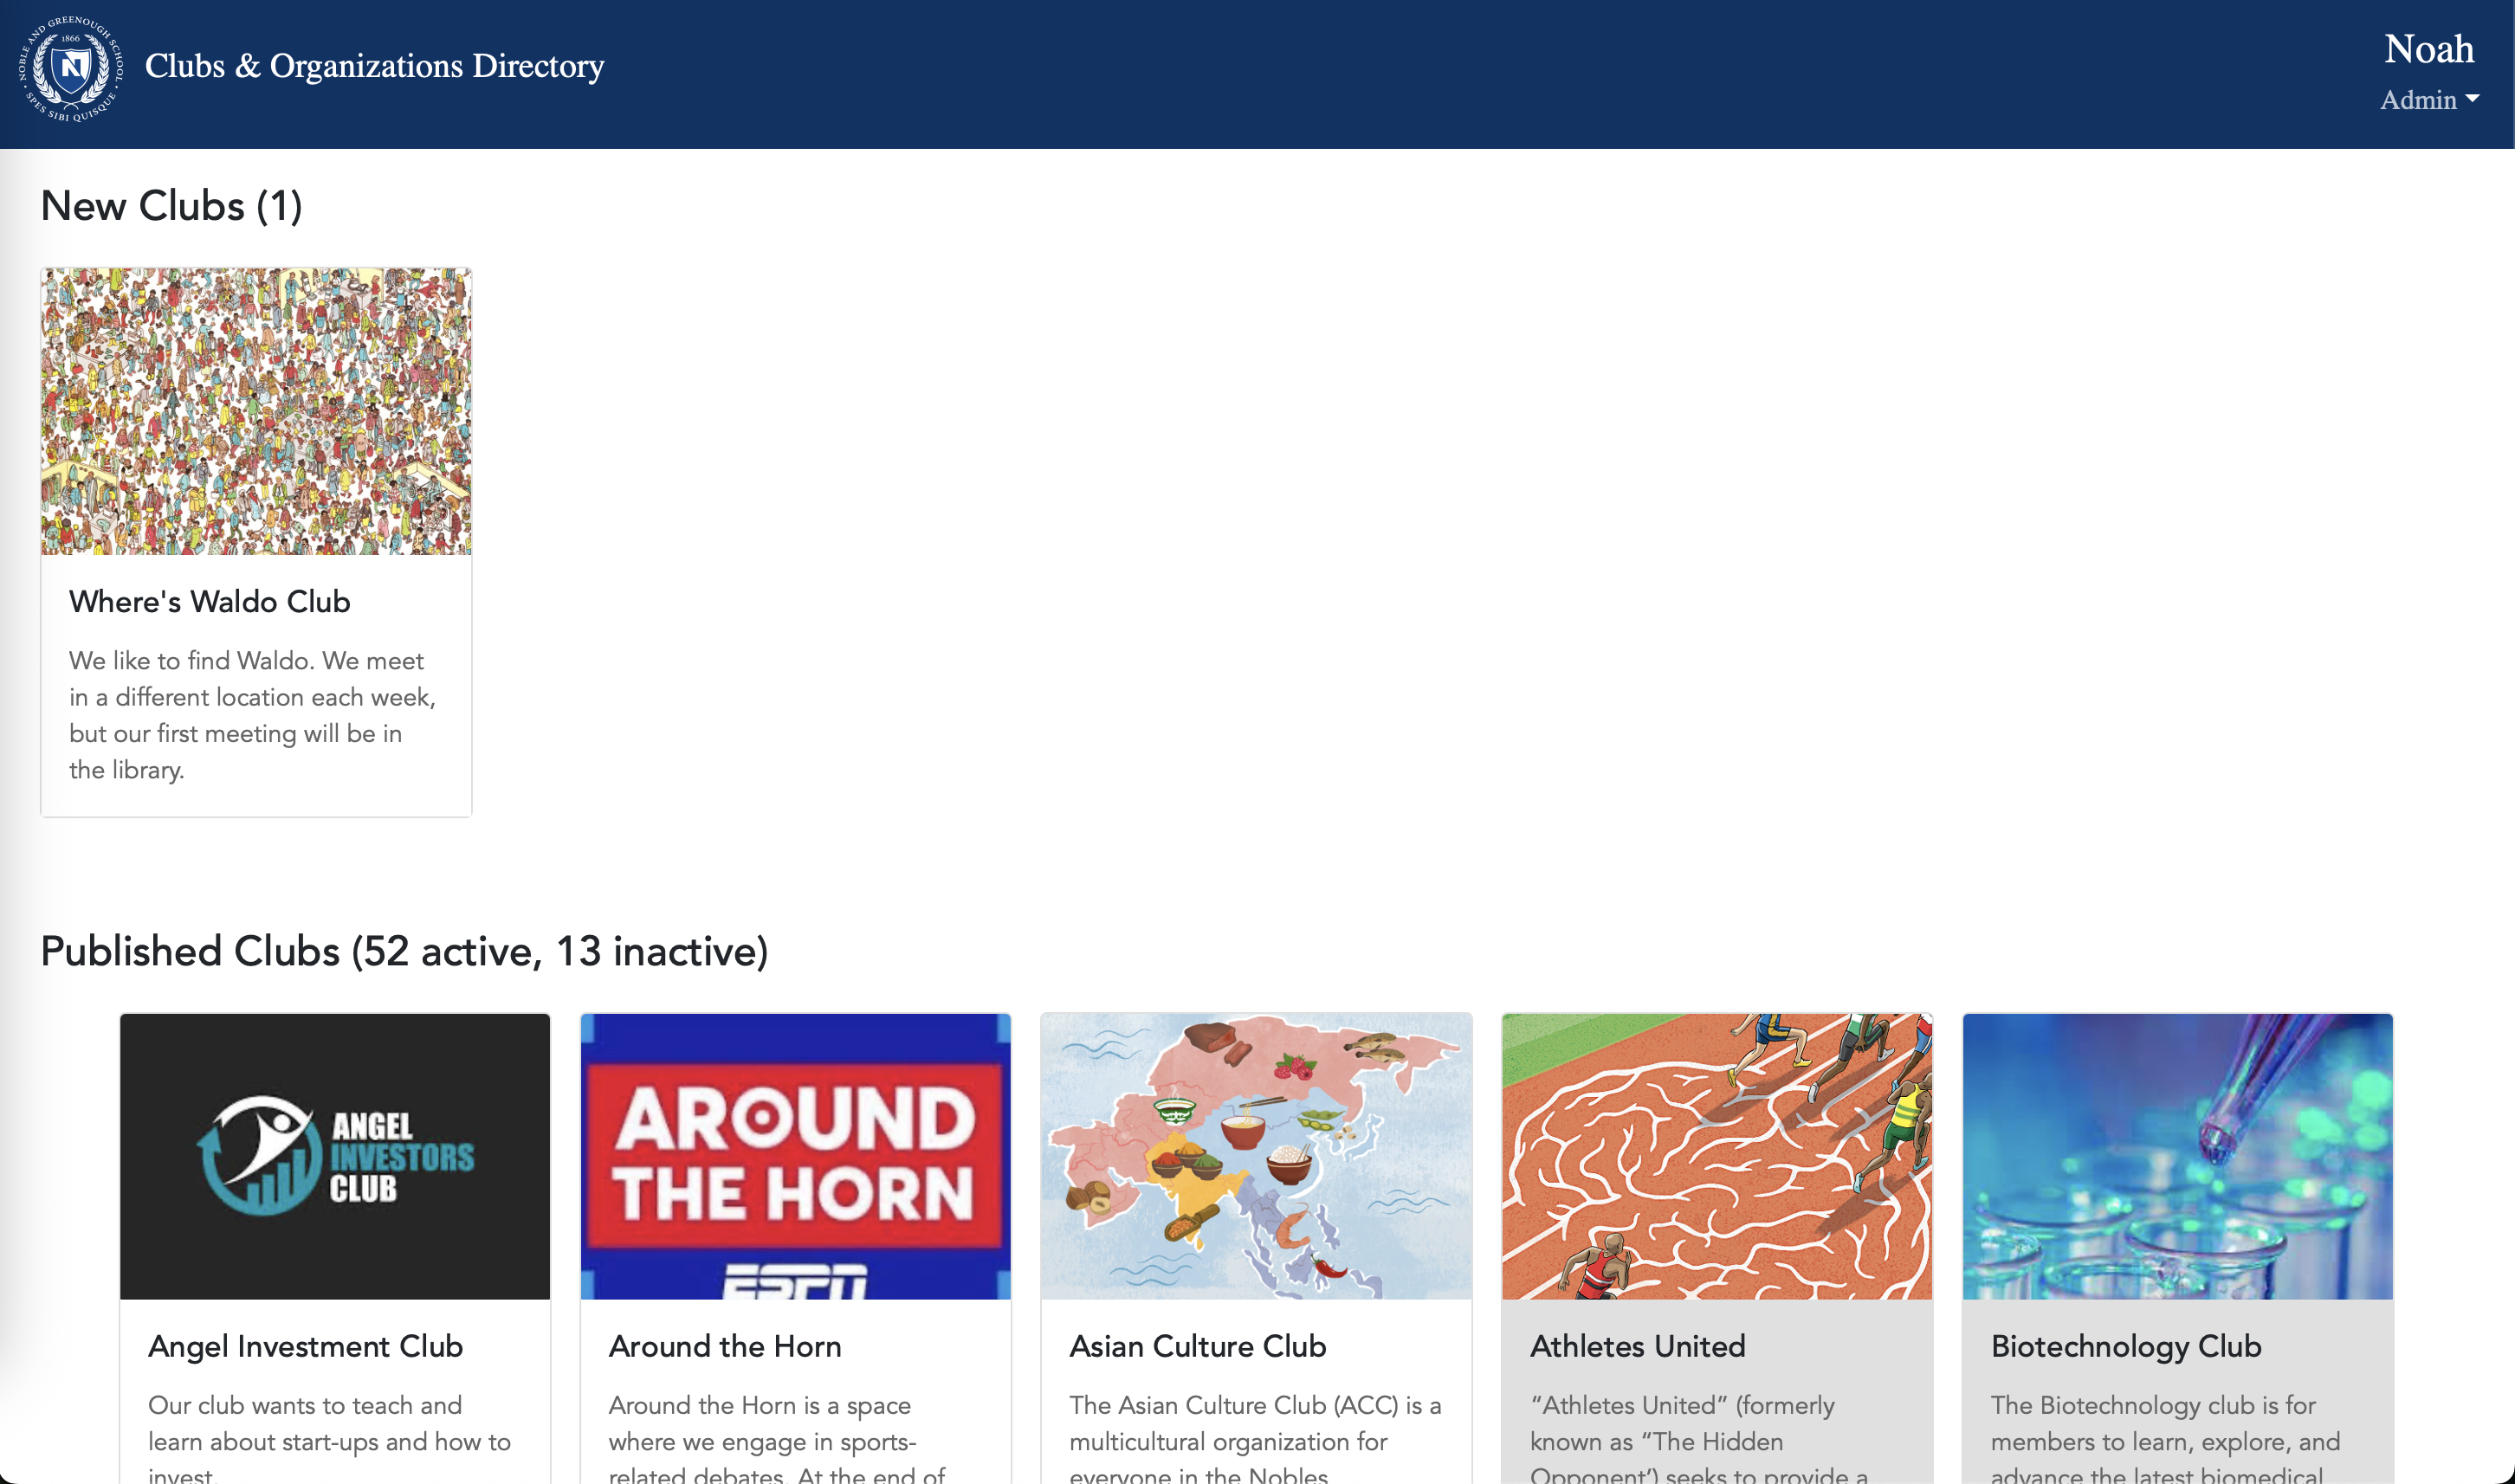 NOBLE AND GREENOUGH SCHOOL
1866
N
SPES SIBI QUISQUE
Clubs & Organizations Directory
Noah
Admin
New Clubs (1)
Where's Waldo Club
We like to find Waldo. We meet
in a different location each week,
but our first meeting will be in
the library.
Published Clubs (52 active, 13 inactive)
ANGEL
INVESTORS
CLUB
Angel Investment Club
Our club wants to teach and
learn about start-ups and how to
invest.
AROUND
THE HORN
ESPN
Around the Horn
Around the Horn is a space
where we engage in sports-
related debates. At the end of
Asian Culture Club
The Asian Culture Club (ACC) is a
multicultural organization for
everyone in the Nobles
Athletes United
“Athletes United” (formerly
known as “The Hidden
Opponent’) seeks to provide a
Biotechnology Club
The Biotechnology club is for
members to learn, explore, and
advance the latest biomedical